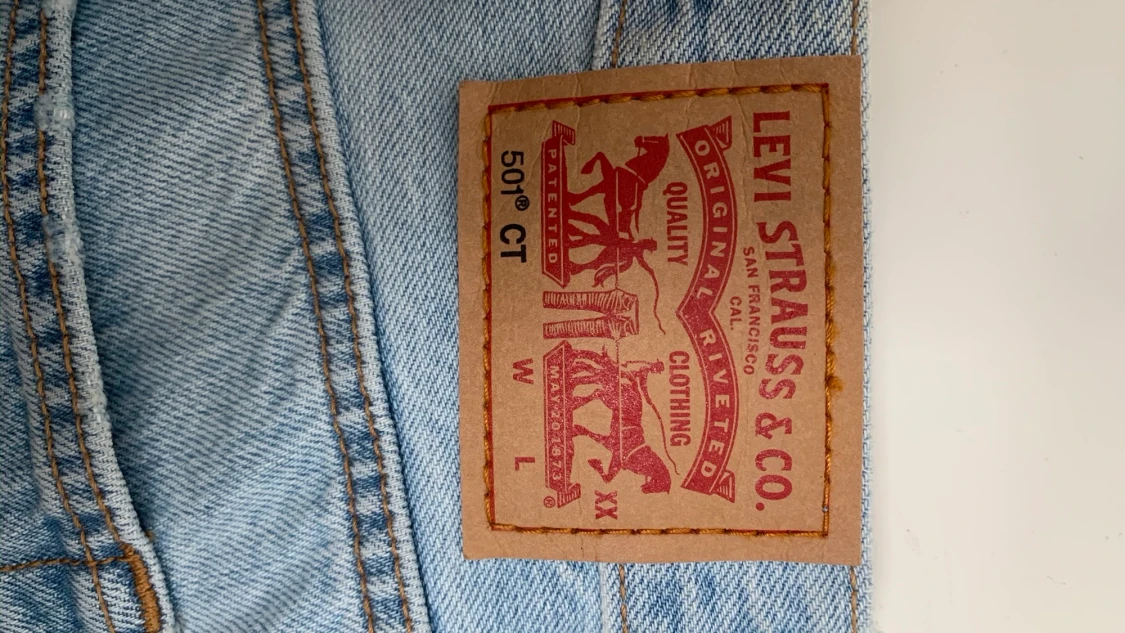 LEVI STRAUSS & CO.
SAN FRANCISCO
CAL.
ORIGINAL RIVETED
QUALITY CLOTHING
XX
PATENTED MAY 20 1873 ®
501® CT W L